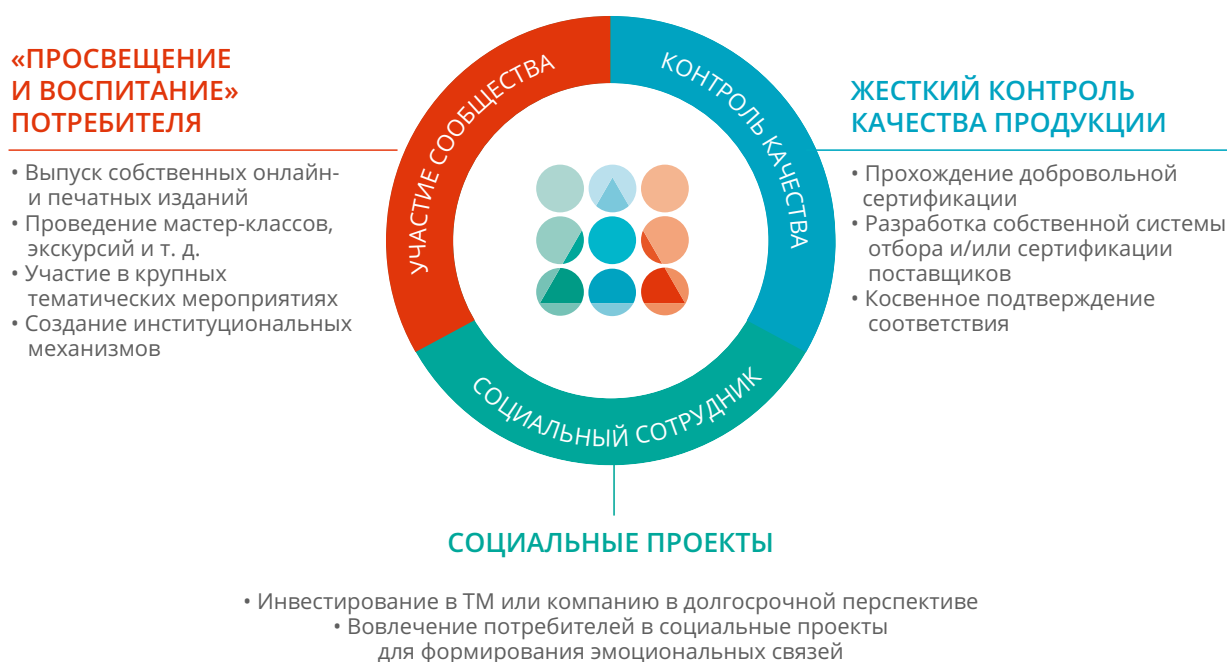 «ПРОСВЕЩЕНИЕ
И ВОСПИТАНИЕ»
ПОТРЕБИТЕЛЯ
• Выпуск собственных онлайн-
и печатных изданий
• Проведение мастер-классов,
экскурсий и т. д.
• Участие в крупных
тематических мероприятиях
• Создание институциональных
механизмов
УЧАСТИЕ СООБЩЕСТВА
КОНТРОЛЬ КАЧЕСТВА
СОЦИАЛЬНЫЙ СОТРУДНИК
ЖЕСТКИЙ КОНТРОЛЬ
КАЧЕСТВА ПРОДУКЦИИ
• Прохождение добровольной
сертификации
• Разработка собственной системы
отбора и/или сертификации
поставщиков
• Косвенное подтверждение
соответствия
СОЦИАЛЬНЫЕ ПРОЕКТЫ
• Инвестирование в ТМ или компанию в долгосрочной перспективе
• Вовлечение потребителей в социальные проекты
для формирования эмоциональных связей